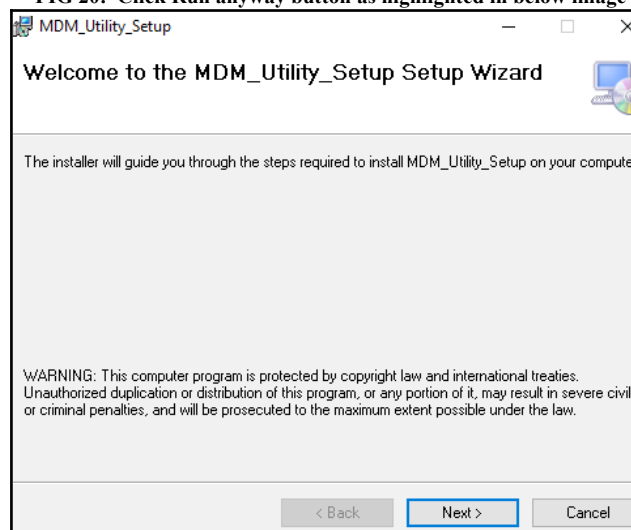 FIG 20: Click Run anyway button as highlighted in below image
MDM_Utility_Setup
Welcome to the MDM_Utility_Setup Setup Wizard
The installer will guide you through the steps required to install MDM_Utility_Setup on your compute
WARNING: This computer program is protected by copyright law and international treaties.
Unauthorized duplication or distribution of this program, or any portion of it, may result in severe civil
or criminal penalties, and will be prosecuted to the maximum extent possible under the law.
< Back Next > Cancel